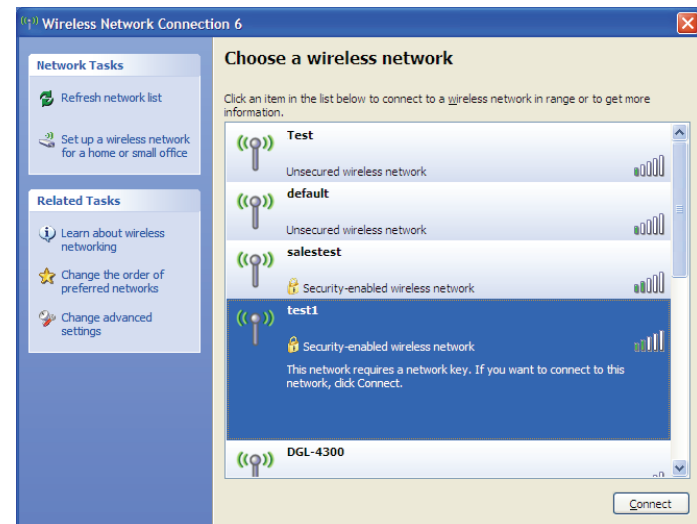 Wireless Network Connection 6
Network Tasks
Refresh network list
Set up a wireless network
for a home or small office
Related Tasks
Learn about wireless
networking
Change the order of
preferred networks
Change advanced
settings
Choose a wireless network
Click an item in the list below to connect to a wireless network in range or to get more
information.
Test
Unsecured wireless network
default
Unsecured wireless network
salestest
Security-enabled wireless network
test1
Security-enabled wireless network
This network requires a network key. If you want to connect to this
network, click Connect.
DGL-4300
Connect